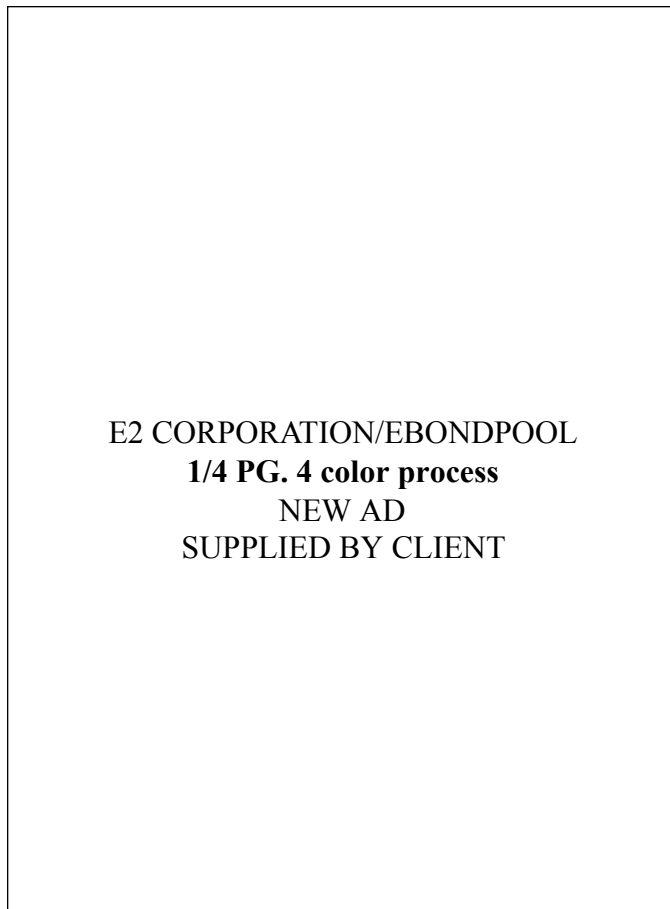 E2 CORPORATION/EBONDPOOL
1/4 PG. 4 color process
NEW AD
SUPPLIED BY CLIENT